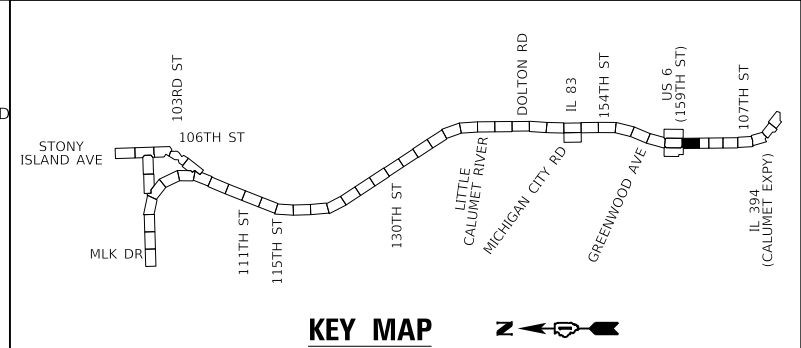 D
STONY
ISLAND AVE
103RD ST
106TH ST
MLK DR
111TH ST
115TH ST
130TH ST
LITTLE
CALUMET RIVER
DOLTON RD
MICHIGAN CITY RD
IL 83
154TH ST
GREENWOOD AVE
US 6
(159TH ST)
107TH ST
IL 394
(CALUMET EXPY)
KEY MAP
N